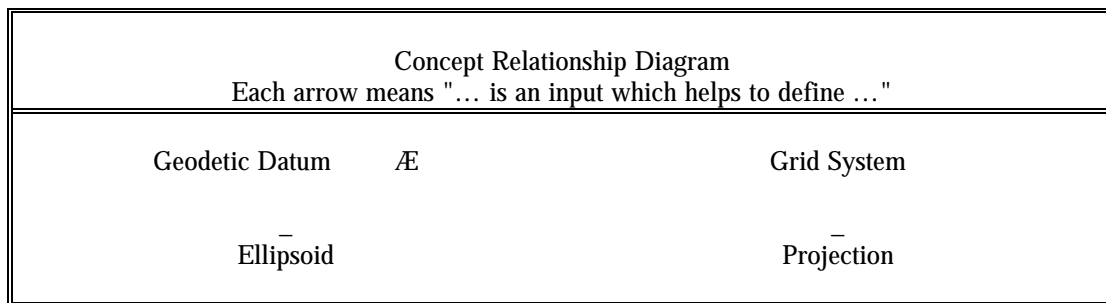 Concept Relationship Diagram
Each arrow means "… is an input which helps to define …"
Geodetic Datum Æ Grid System
_ _
Ellipsoid Projection